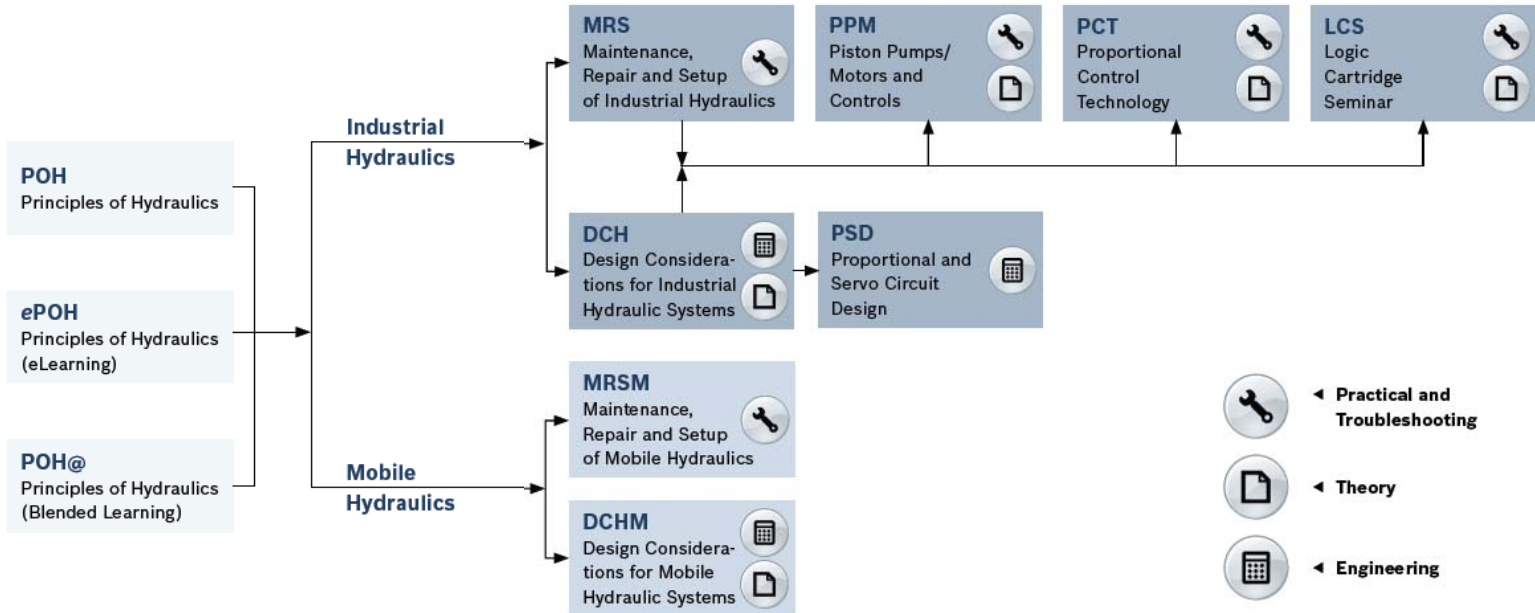 POH
Principles of Hydraulics
ePOH
Principles of Hydraulics
(eLearning)
POH@
Principles of Hydraulics
(Blended Learning)
Industrial
Hydraulics
Mobile
Hydraulics
MRS
Maintenance,
Repair and Setup
of Industrial Hydraulics
PPM
Piston Pumps/
Motors and
Controls
PCT
Proportional
Control
Technology
LCS
Logic
Cartridge
Seminar
DCH
Design Considera-
tions for Industrial
Hydraulic Systems
PSD
Proportional and
Servo Circuit
Design
MRSM
Maintenance,
Repair and Setup
of Mobile Hydraulics
DCHM
Design Considera-
tions for Mobile
Hydraulic Systems
Practical and
Troubleshooting
Theory
Engineering